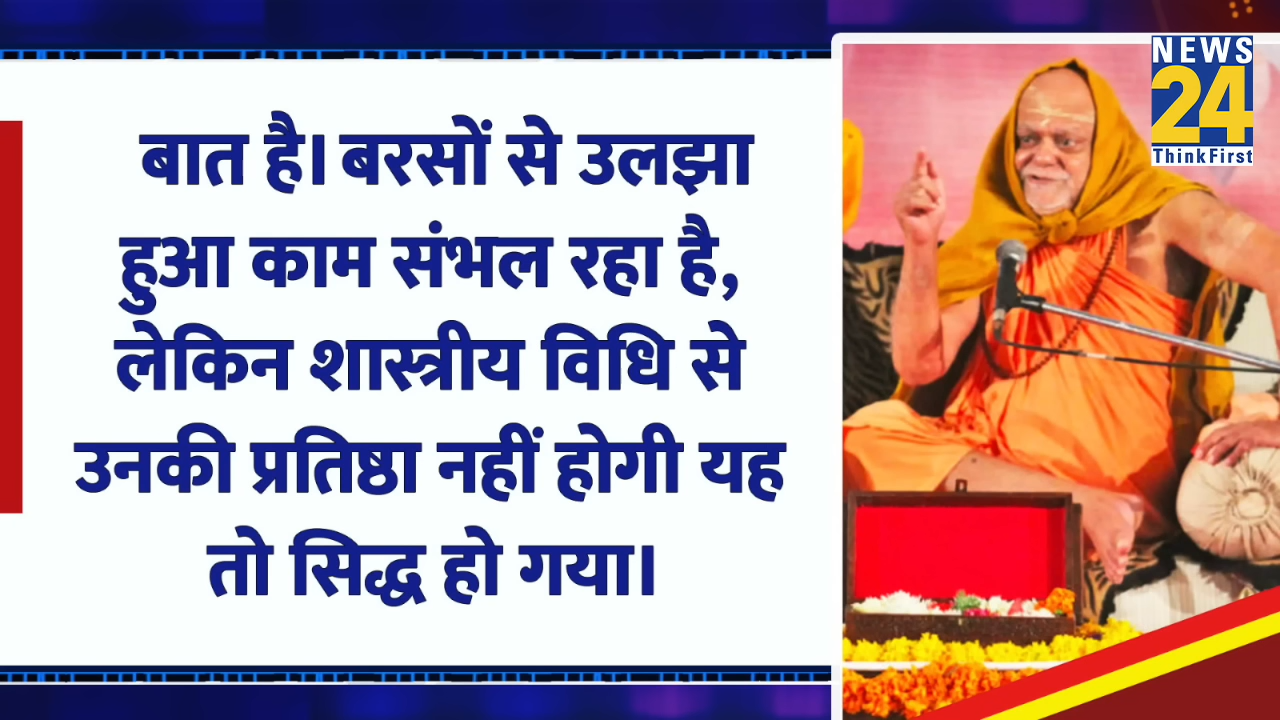 बात है। बरसों से उलझा
हुआ काम संभल रहा है,
लेकिन शास्त्रीय विधि से
उनकी प्रतिष्ठा नहीं होगी यह
तो सिद्ध हो गया।
NEWS
24
ThinkFirst